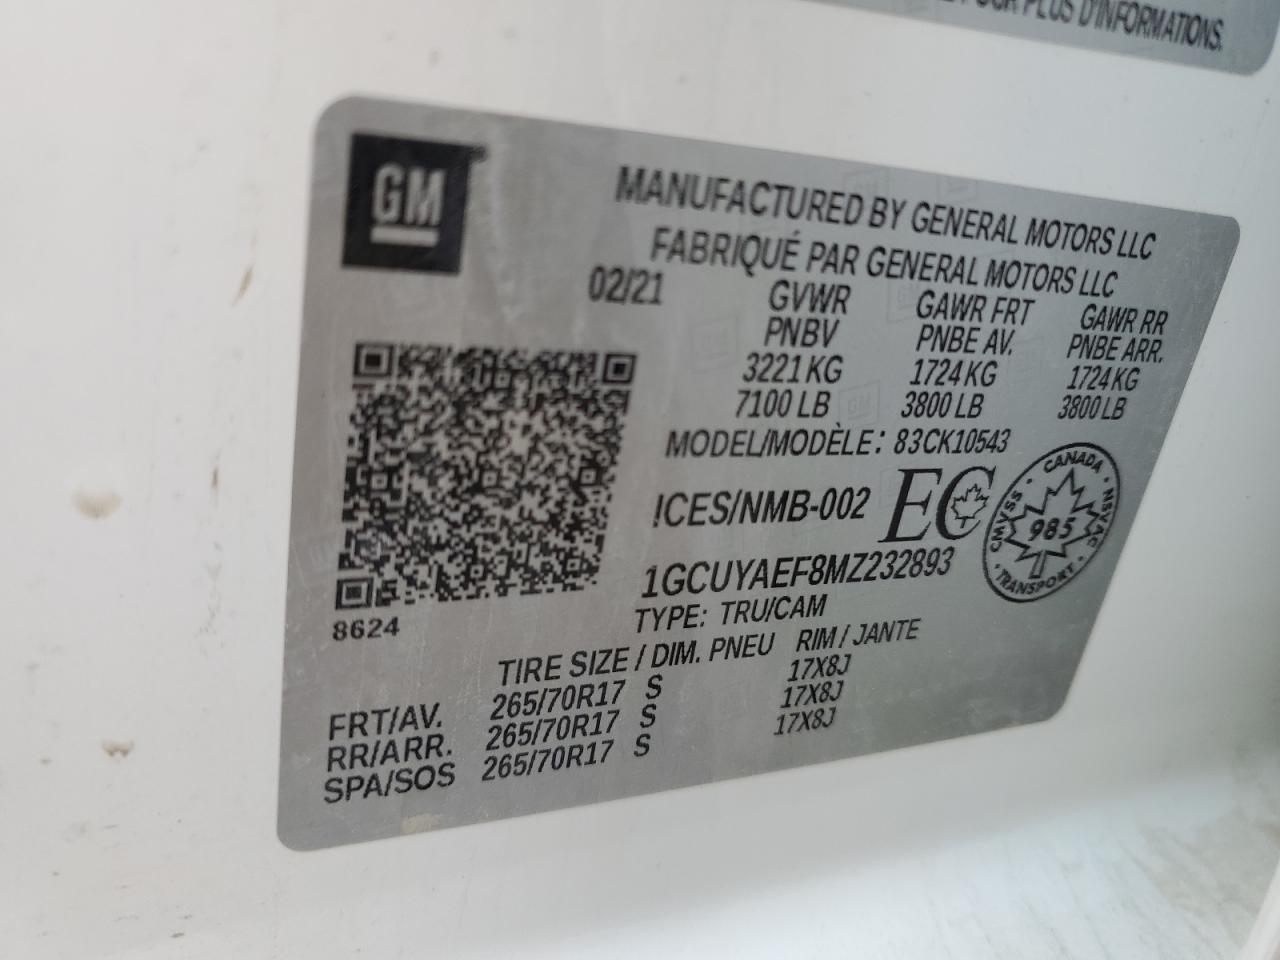 POUR PLUS D'INFORMATIONS.
GM
MANUFACTURED BY GENERAL MOTORS LLC
FABRIQUÉ PAR GENERAL MOTORS LLC
02/21 GVWR GAWR FRT GAWR RR
PNBV PNBE AV. PNBE ARR.
3221 KG 1724 KG 1724 KG
7100 LB 3800 LB 3800 LB
MODEL/MODÈLE: 83CK10543
ICES/NMB-002 EC
CANADA
CMVSS 985 NSVAC
TRANSPORT
1GCUYAEF8MZ232893
TYPE: TRU/CAM
8624
TIRE SIZE / DIM. PNEU RIM / JANTE
FRT/AV. 265/70R17 S 17X8J
RR/ARR. 265/70R17 S 17X8J
SPA/SOS 265/70R17 S 17X8J